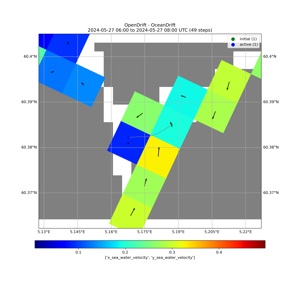 OpenDrift - OceanDrift
2024-05-27 06:00 to 2024-05-27 08:00 UTC (49 steps)
initial (1)
active (1)
60.4°N
60.4°N
60.39°N
60.39°N
60.38°N
60.38°N
60.37°N
60.37°N
5.13°E
5.145°E
5.16°E
5.175°E
5.19°E
5.205°E
5.22°E
0.1
0.2
0.3
0.4
['x_sea_water_velocity', 'y_sea_water_velocity']